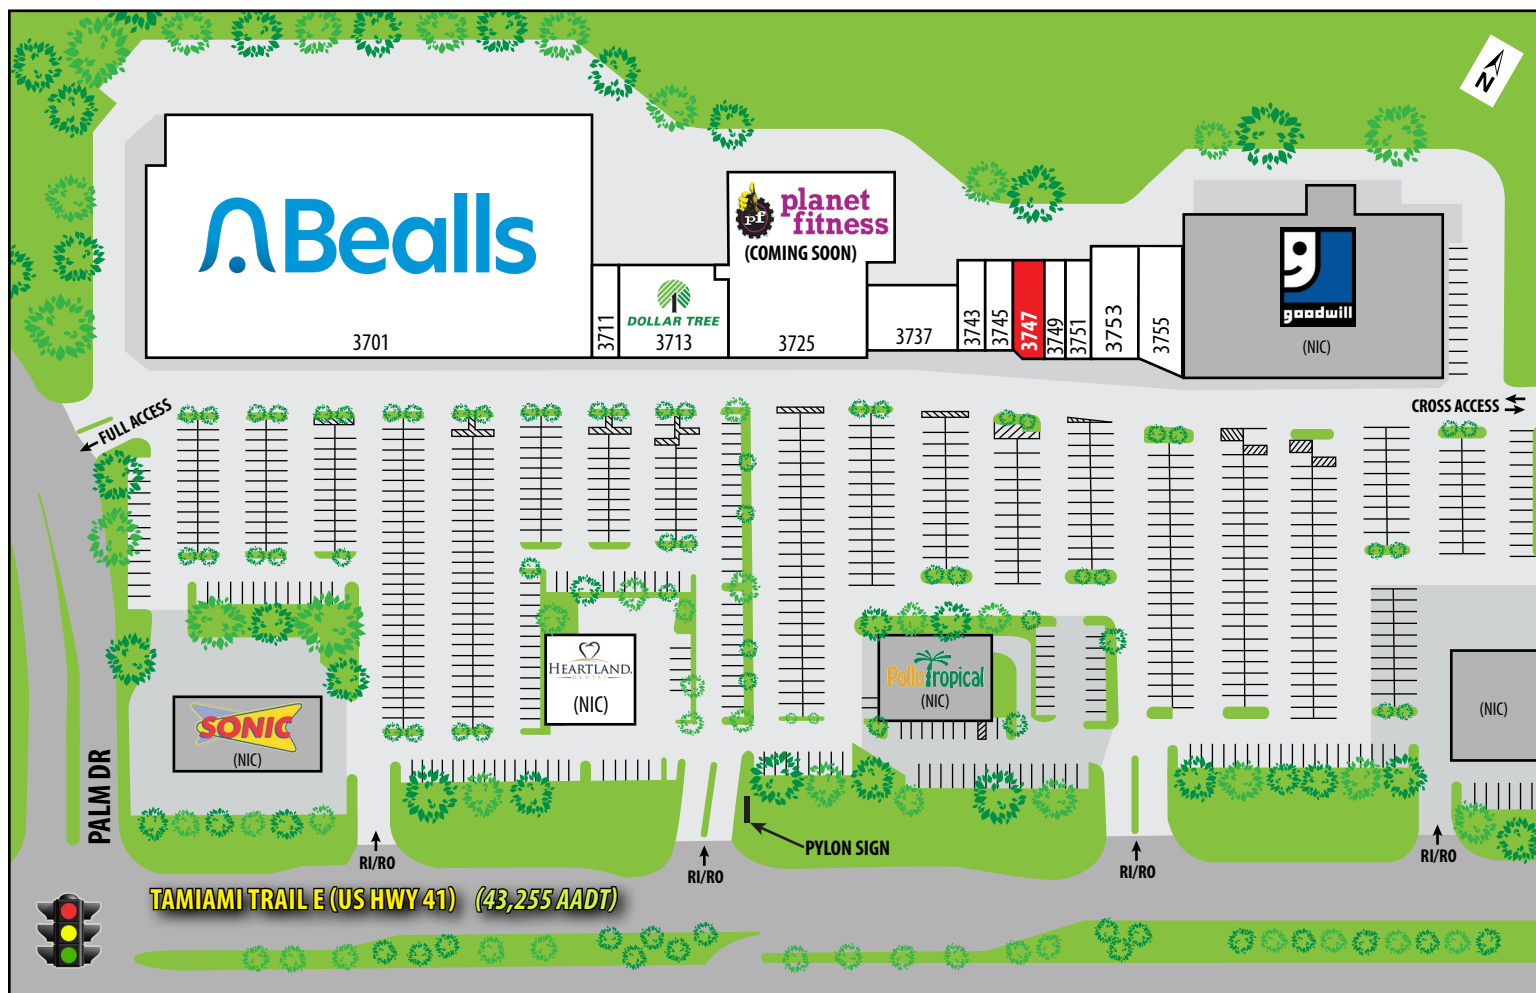 N
Bealls
3701
3711
DOLLAR TREE
3713
pf
planet
fitness
(COMING SOON)
3725
3737
3743
3745
3747
3749
3751
3753
3755
goodwill
(NIC)
FULL ACCESS
CROSS ACCESS
SONIC
(NIC)
HEARTLAND
DENTAL
(NIC)
Pollo Tropical
(NIC)
(NIC)
PALM DR
PYLON SIGN
RI/RO
RI/RO
RI/RO
RI/RO
TAMIAMI TRAIL E (US HWY 41) (43,255 AADT)